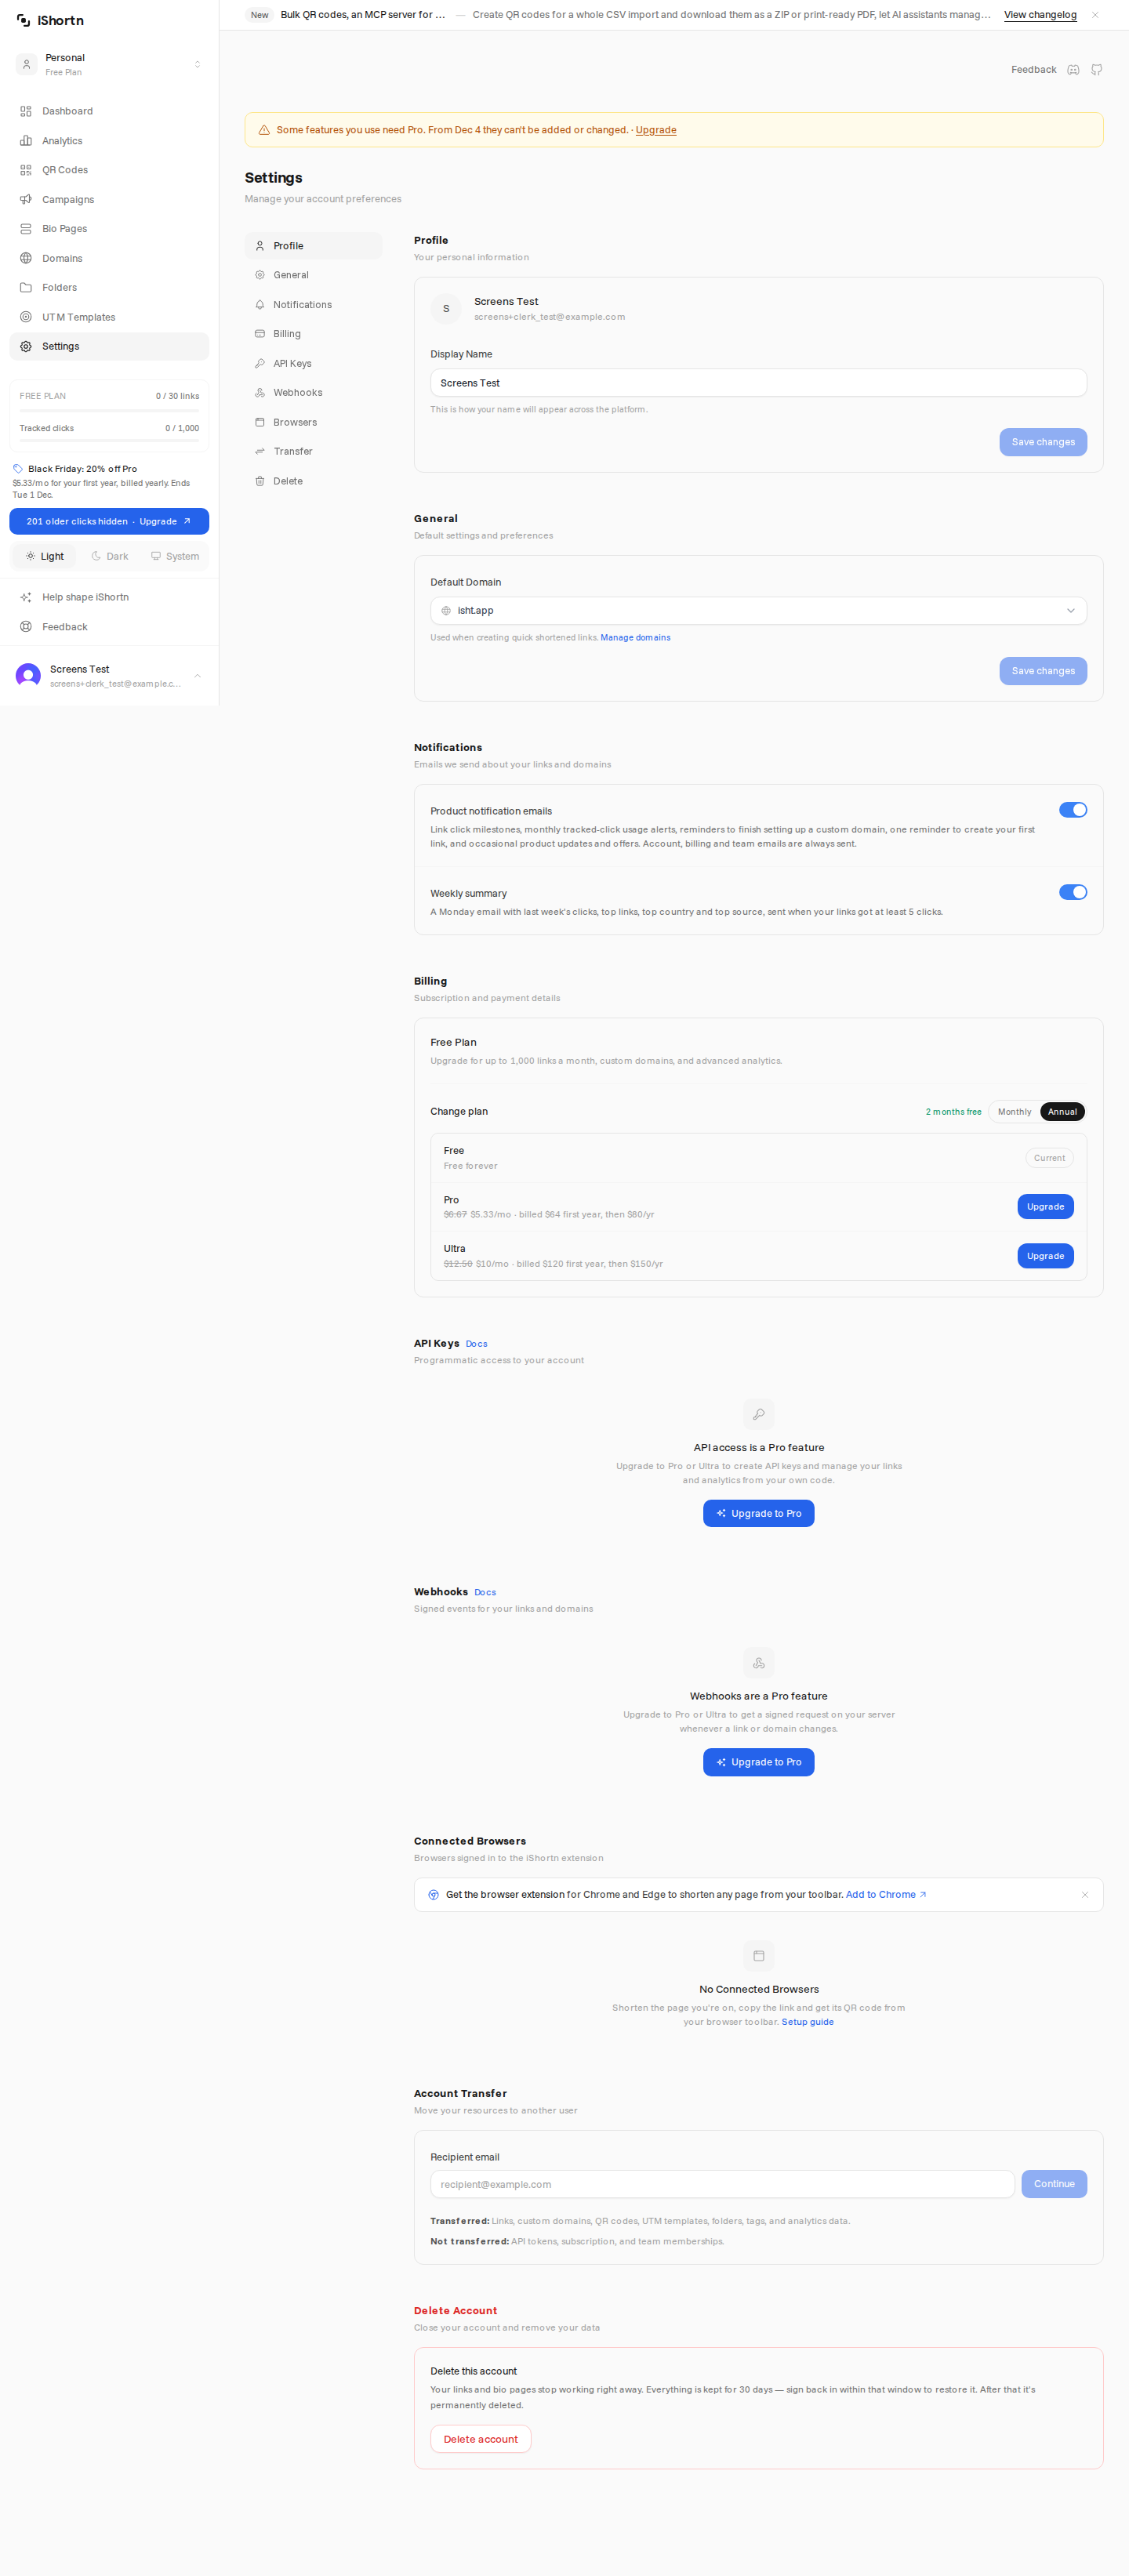 iShortn
Personal
Free Plan
Dashboard
Analytics
QR Codes
Campaigns
Bio Pages
Domains
Folders
UTM Templates
Settings
FREE PLAN 0 / 30 links
Tracked clicks 0 / 1,000
Black Friday: 20% off Pro
$5.33/mo for your first year, billed yearly. Ends
Tue 1 Dec.
201 older clicks hidden · Upgrade
Light Dark System
Help shape iShortn
Feedback
Screens Test
screens+clerk_test@example.c...
New Bulk QR codes, an MCP server for ... — Create QR codes for a whole CSV import and download them as a ZIP or print-ready PDF, let AI assistants manag... View changelog
Feedback
Some features you use need Pro. From Dec 4 they can't be added or changed. · Upgrade
Settings
Manage your account preferences
Profile
General
Notifications
Billing
API Keys
Webhooks
Browsers
Transfer
Delete
Profile
Your personal information
S
Screens Test
screens+clerk_test@example.com
Display Name
Screens Test
This is how your name will appear across the platform.
Save changes
General
Default settings and preferences
Default Domain
isht.app
Used when creating quick shortened links. Manage domains
Save changes
Notifications
Emails we send about your links and domains
Product notification emails
Link click milestones, monthly tracked-click usage alerts, reminders to finish setting up a custom domain, one reminder to create your first
link, and occasional product updates and offers. Account, billing and team emails are always sent.
Weekly summary
A Monday email with last week's clicks, top links, top country and top source, sent when your links got at least 5 clicks.
Billing
Subscription and payment details
Free Plan
Upgrade for up to 1,000 links a month, custom domains, and advanced analytics.
Change plan 2 months free Monthly Annual
Free
Free forever
Current
Pro
$6.67 $5.33/mo · billed $64 first year, then $80/yr
Upgrade
Ultra
$12.50 $10/mo · billed $120 first year, then $150/yr
Upgrade
API Keys Docs
Programmatic access to your account
API access is a Pro feature
Upgrade to Pro or Ultra to create API keys and manage your links
and analytics from your own code.
Upgrade to Pro
Webhooks Docs
Signed events for your links and domains
Webhooks are a Pro feature
Upgrade to Pro or Ultra to get a signed request on your server
whenever a link or domain changes.
Upgrade to Pro
Connected Browsers
Browsers signed in to the iShortn extension
Get the browser extension for Chrome and Edge to shorten any page from your toolbar. Add to Chrome
No Connected Browsers
Shorten the page you're on, copy the link and get its QR code from
your browser toolbar. Setup guide
Account Transfer
Move your resources to another user
Recipient email
recipient@example.com
Continue
Transferred: Links, custom domains, QR codes, UTM templates, folders, tags, and analytics data.
Not transferred: API tokens, subscription, and team memberships.
Delete Account
Close your account and remove your data
Delete this account
Your links and bio pages stop working right away. Everything is kept for 30 days — sign back in within that window to restore it. After that it's
permanently deleted.
Delete account